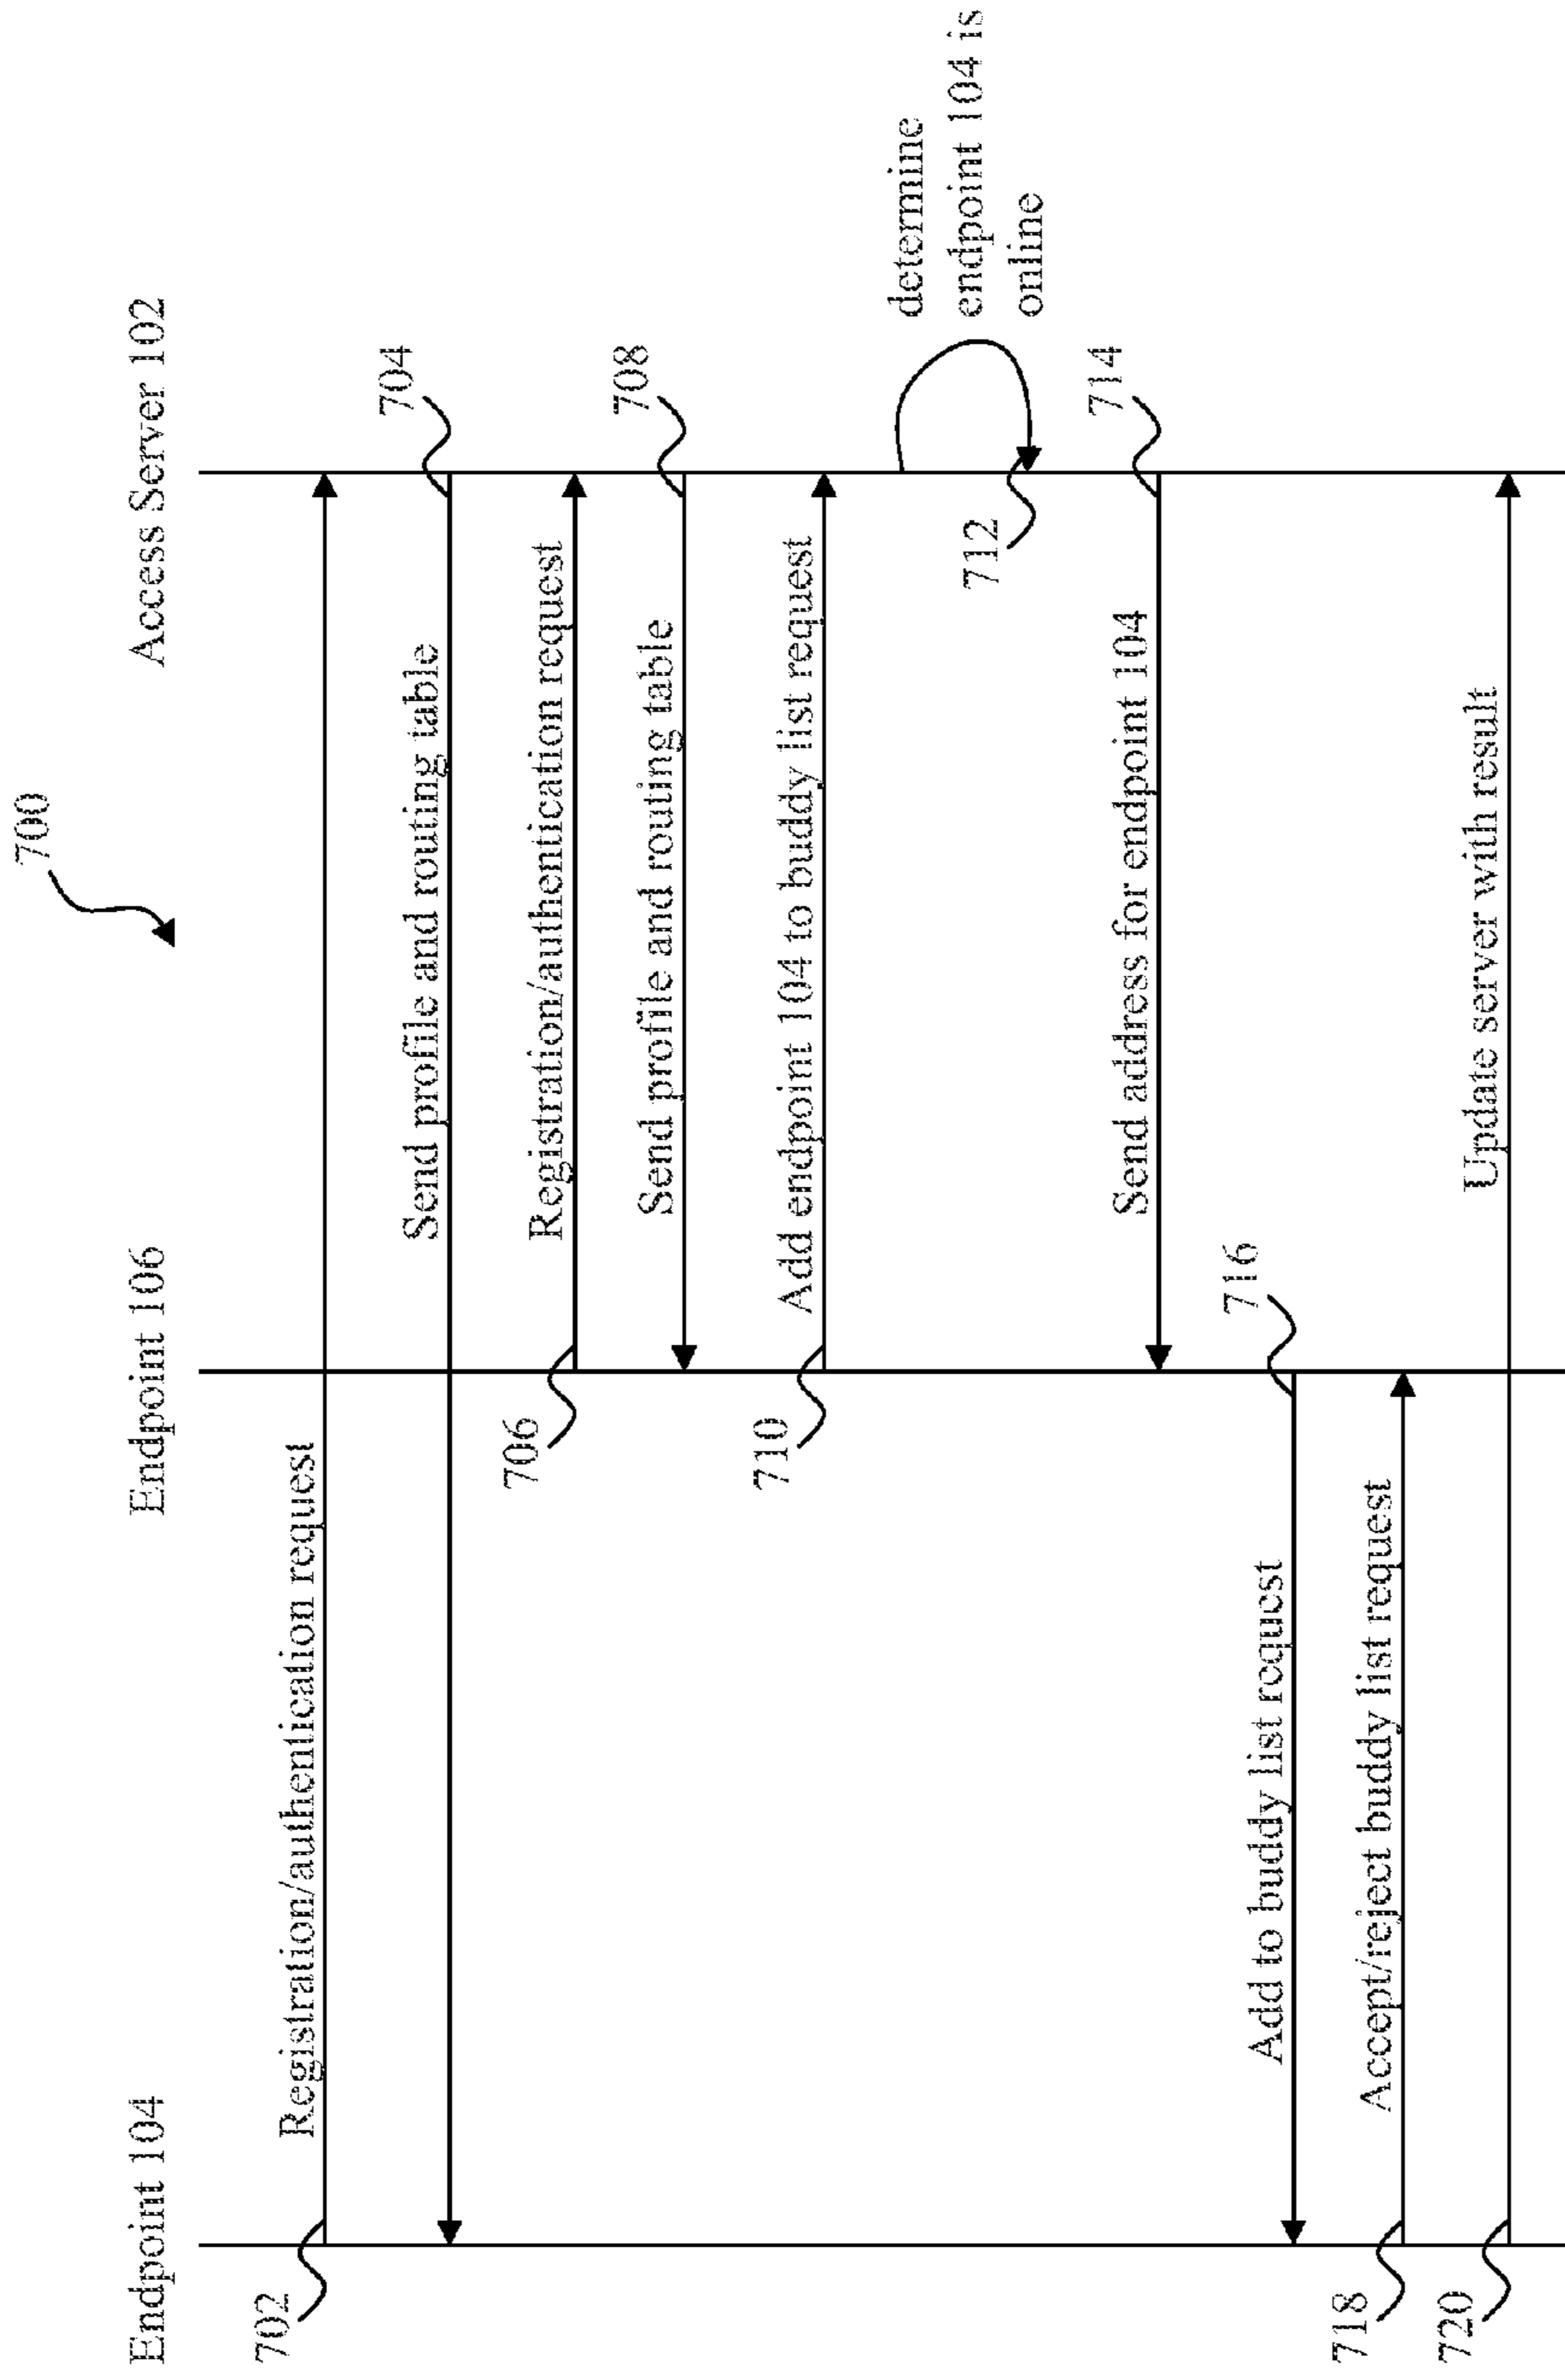 700
Endpoint 104
Endpoint 106
Access Server 102
702
Registration/authentication request
704
Send profile and routing table
706
Registration/authentication request
708
Send profile and routing table
710
Add endpoint 104 to buddy list request
determine
endpoint 104 is
online
712
714
Send address for endpoint 104
716
Add to buddy list request
718
Accept/reject buddy list request
720
Update server with result